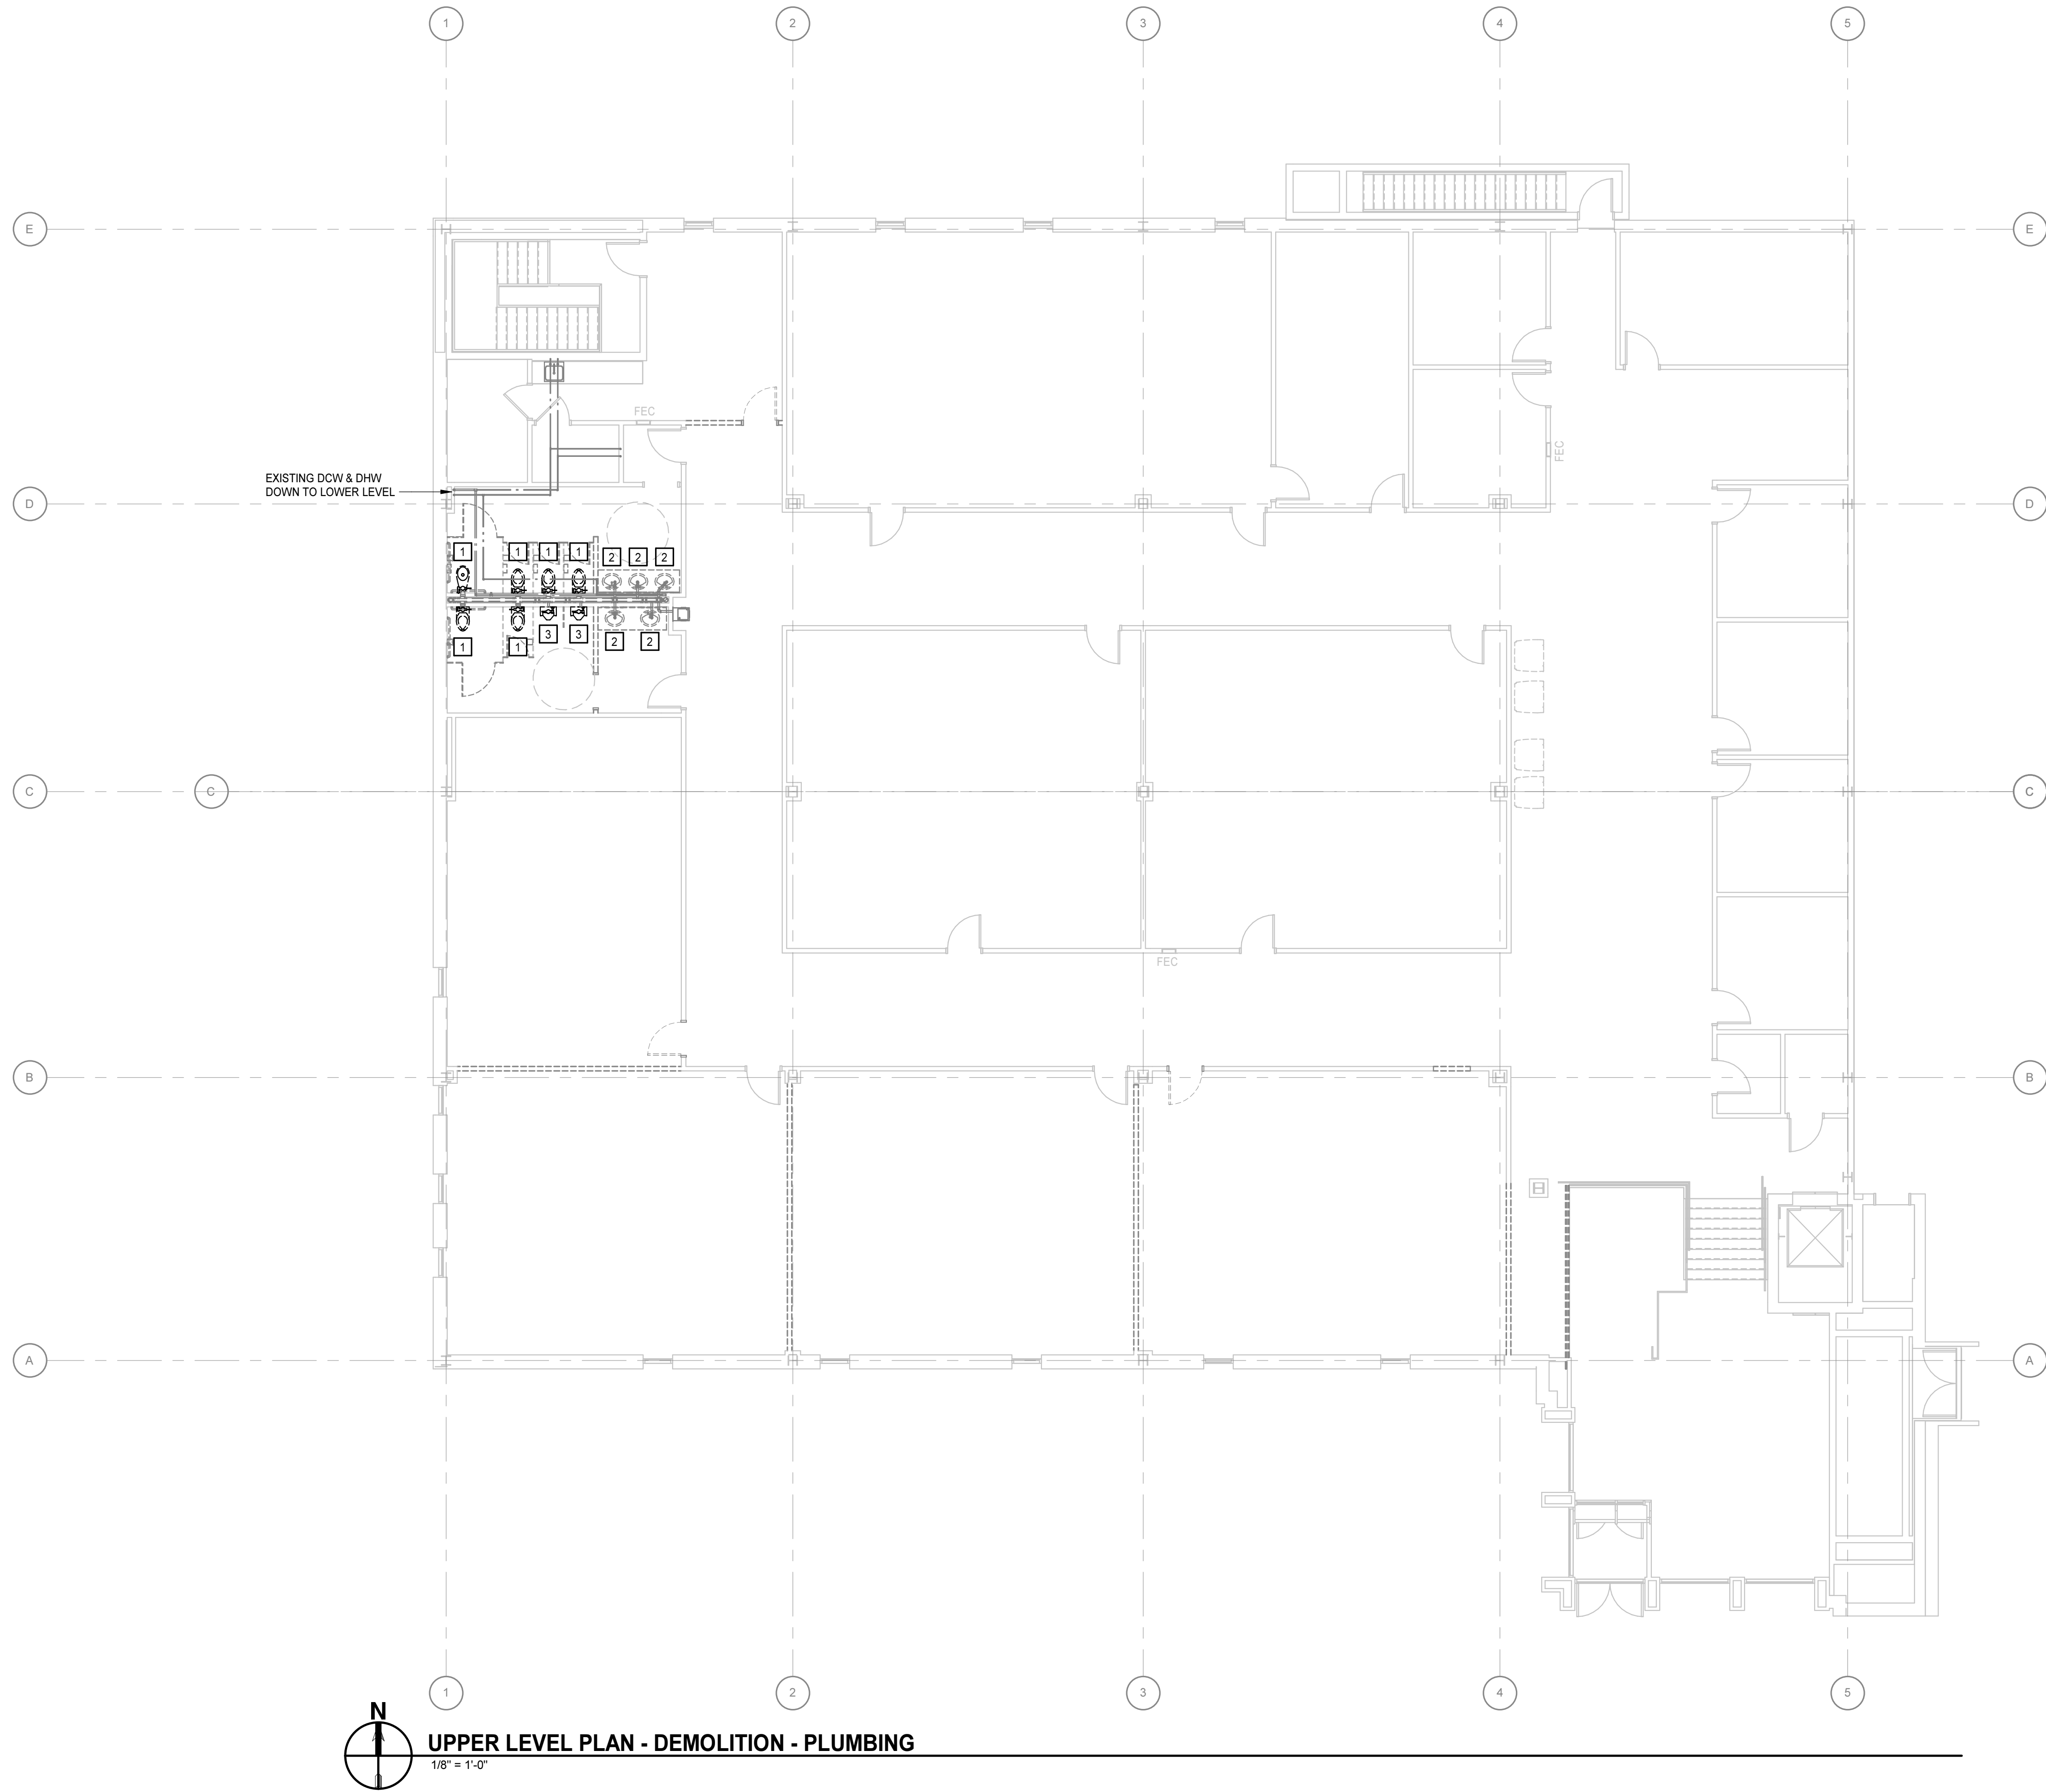 1 2 3 4 5
E E
FEC
FEC
EXISTING DCW & DHW
DOWN TO LOWER LEVEL
D D
1 1 1 1 2 2 2
3 3
1 1 2 2
C C C
FEC
B B
A A
1 2 3 4 5
N
UPPER LEVEL PLAN - DEMOLITION - PLUMBING
1/8" = 1'-0"